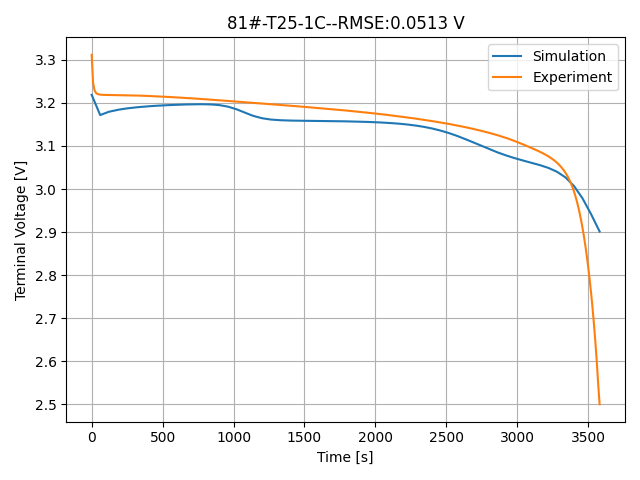 81#-T25-1C--RMSE:0.0513 V
Simulation
Experiment
Terminal Voltage [V]
3.3
3.2
3.1
3.0
2.9
2.8
2.7
2.6
2.5
0 500 1000 1500 2000 2500 3000 3500
Time [s]